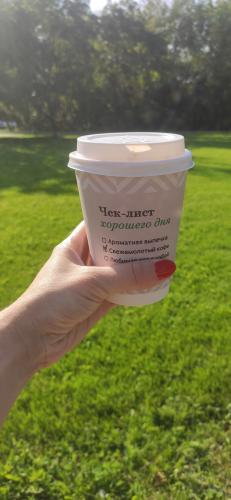 Чек-лист
хорошего дня
Ароматная выпечка
Свежемолотый кофе